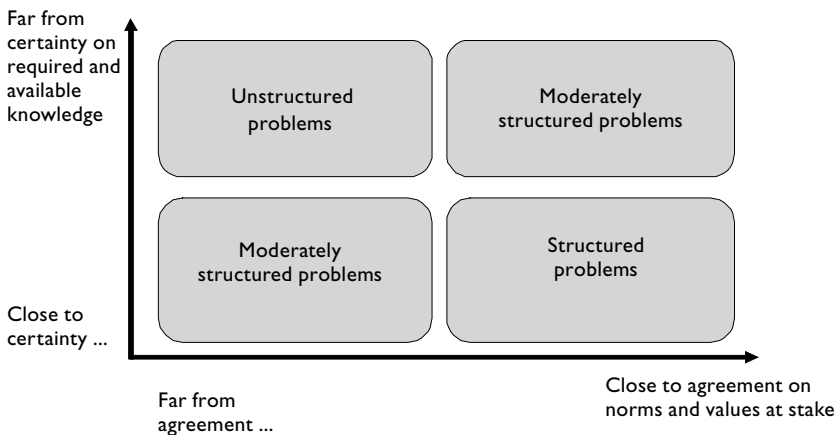 Far from
certainty on
required and
available
knowledge
Unstructured
problems
Moderately
structured problems
Moderately
structured problems
Structured
problems
Close to
certainty ...
Far from
agreement ...
Close to agreement on
norms and values at stake